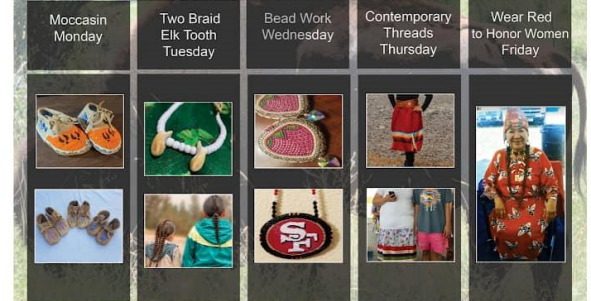 Moccasin
Monday
Two Braid
Elk Tooth
Tuesday
Bead Work
Wednesday
Contemporary
Threads
Thursday
Wear Red
to Honor Women
Friday
SF